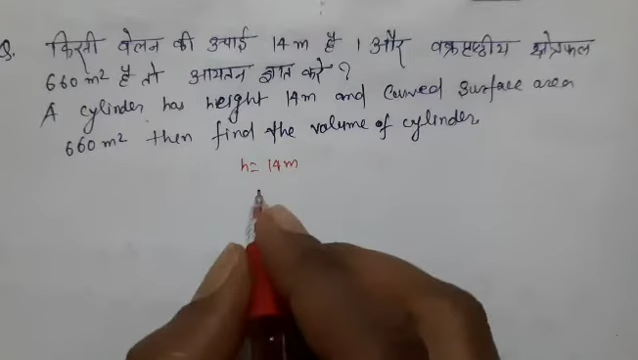 Q. किसी बेलन की ऊचाई 14 m है । और वक्रपृष्ठीय क्षेत्रफल
660 m² है तो आयतन ज्ञात करे ?
A cylinder has height 14m and Curved surface area
660 m² then find the volume of cylinder.
h = 14m